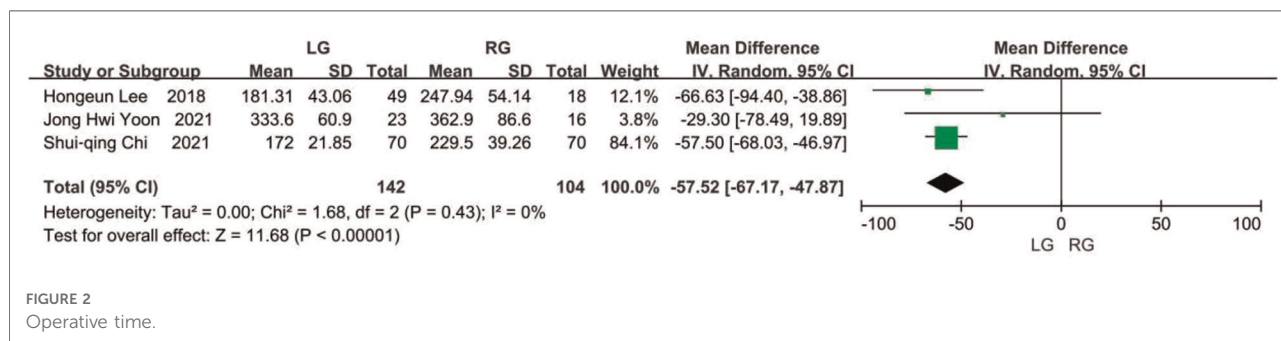 LG RG Mean Difference Mean Difference
Study or Subgroup Mean SD Total Mean SD Total Weight IV. Random. 95% CI IV. Random. 95% CI
Hongeun Lee 2018 181.31 43.06 49 247.94 54.14 18 12.1% -66.63 [-94.40, -38.86]
Jong Hwi Yoon 2021 333.6 60.9 23 362.9 86.6 16 3.8% -29.30 [-78.49, 19.89]
Shui-qing Chi 2021 172 21.85 70 229.5 39.26 70 84.1% -57.50 [-68.03, -46.97]
Total (95% CI) 142 104 100.0% -57.52 [-67.17, -47.87]
Heterogeneity: Tau² = 0.00; Chi² = 1.68, df = 2 (P = 0.43); I² = 0%
Test for overall effect: Z = 11.68 (P < 0.00001)
-100 -50 0 50 100
LG RG
FIGURE 2
Operative time.